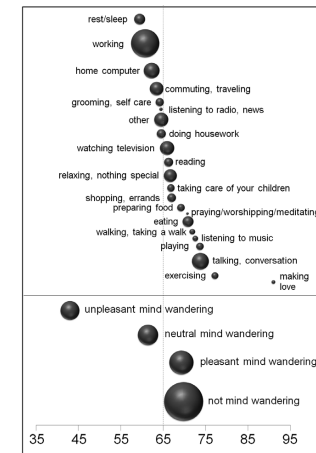 rest/sleep
working
home computer
commuting, traveling
grooming, self care
listening to radio, news
other
doing housework
watching television
reading
relaxing, nothing special
taking care of your children
shopping, errands
preparing food
praying/worshipping/meditating
eating
walking, taking a walk
listening to music
playing
talking, conversation
exercising
making
love
unpleasant mind wandering
neutral mind wandering
pleasant mind wandering
not mind wandering
35 45 55 65 75 85 95